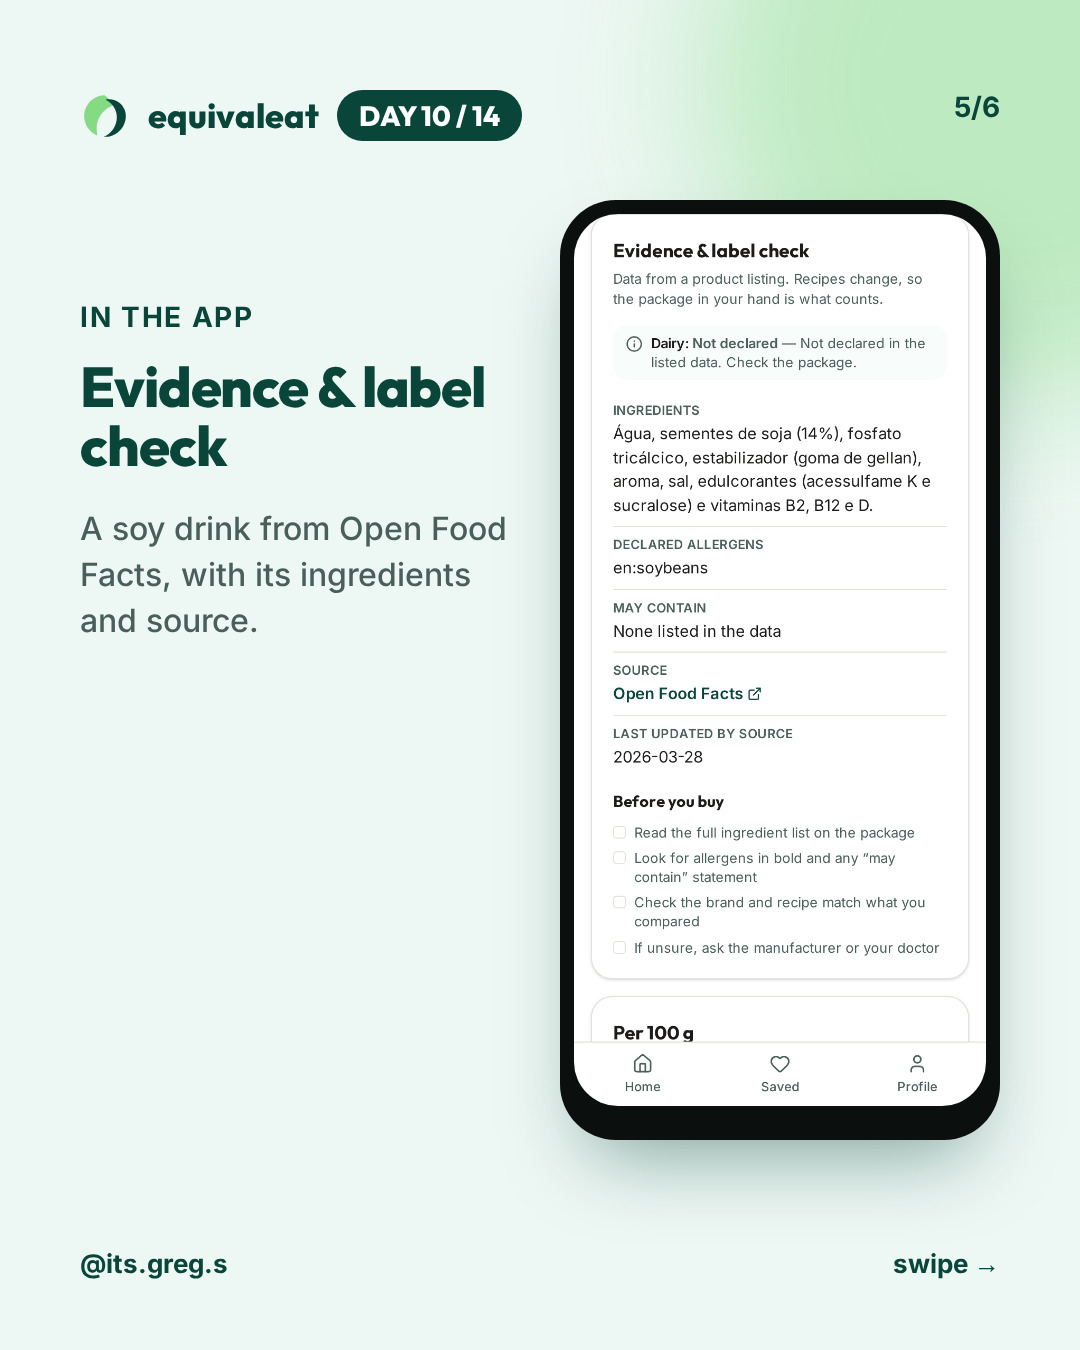 equivaleat
DAY 10 / 14
5/6
IN THE APP
Evidence & label
check
A soy drink from Open Food
Facts, with its ingredients
and source.
Evidence & label check
Data from a product listing. Recipes change, so
the package in your hand is what counts.
Dairy: Not declared — Not declared in the
listed data. Check the package.
INGREDIENTS
Água, sementes de soja (14%), fosfato
tricálcico, estabilizador (goma de gellan),
aroma, sal, edulcorantes (acessulfame K e
sucralose) e vitaminas B2, B12 e D.
DECLARED ALLERGENS
en:soybeans
MAY CONTAIN
None listed in the data
SOURCE
Open Food Facts
LAST UPDATED BY SOURCE
2026-03-28
Before you buy
Read the full ingredient list on the package
Look for allergens in bold and any “may
contain” statement
Check the brand and recipe match what you
compared
If unsure, ask the manufacturer or your doctor
Per 100 g
Home
Saved
Profile
@its.greg.s
swipe →